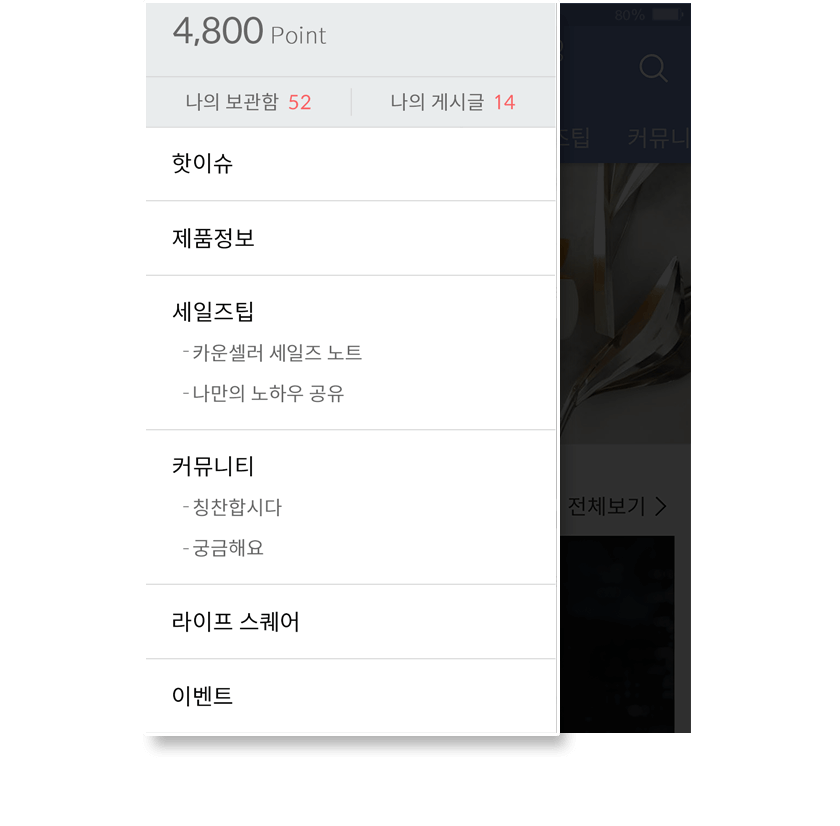 80%
4,800 Point
나의 보관함 52
나의 게시글 14
핫이슈
즈팁
커뮤니
제품정보
세일즈팁
- 카운셀러 세일즈 노트
- 나만의 노하우 공유
커뮤니티
- 칭찬합시다
전체보기 >
- 궁금해요
라이프 스퀘어
이벤트